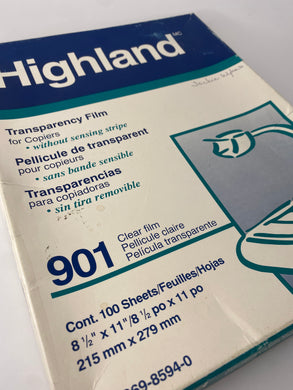 Highland MC
Transparency Film
for Copiers
• without sensing stripe
Pellicule de transparent
pour copieurs
• sans bande sensible
Transparencias
para copiadoras
• sin tira removible
901
Clear film
Pellicule claire
Película transparente
Cont. 100 Sheets/Feuilles/Hojas
8 1/2" x 11"/8 1/2 po x 11 po
215 mm x 279 mm
969-8594-0